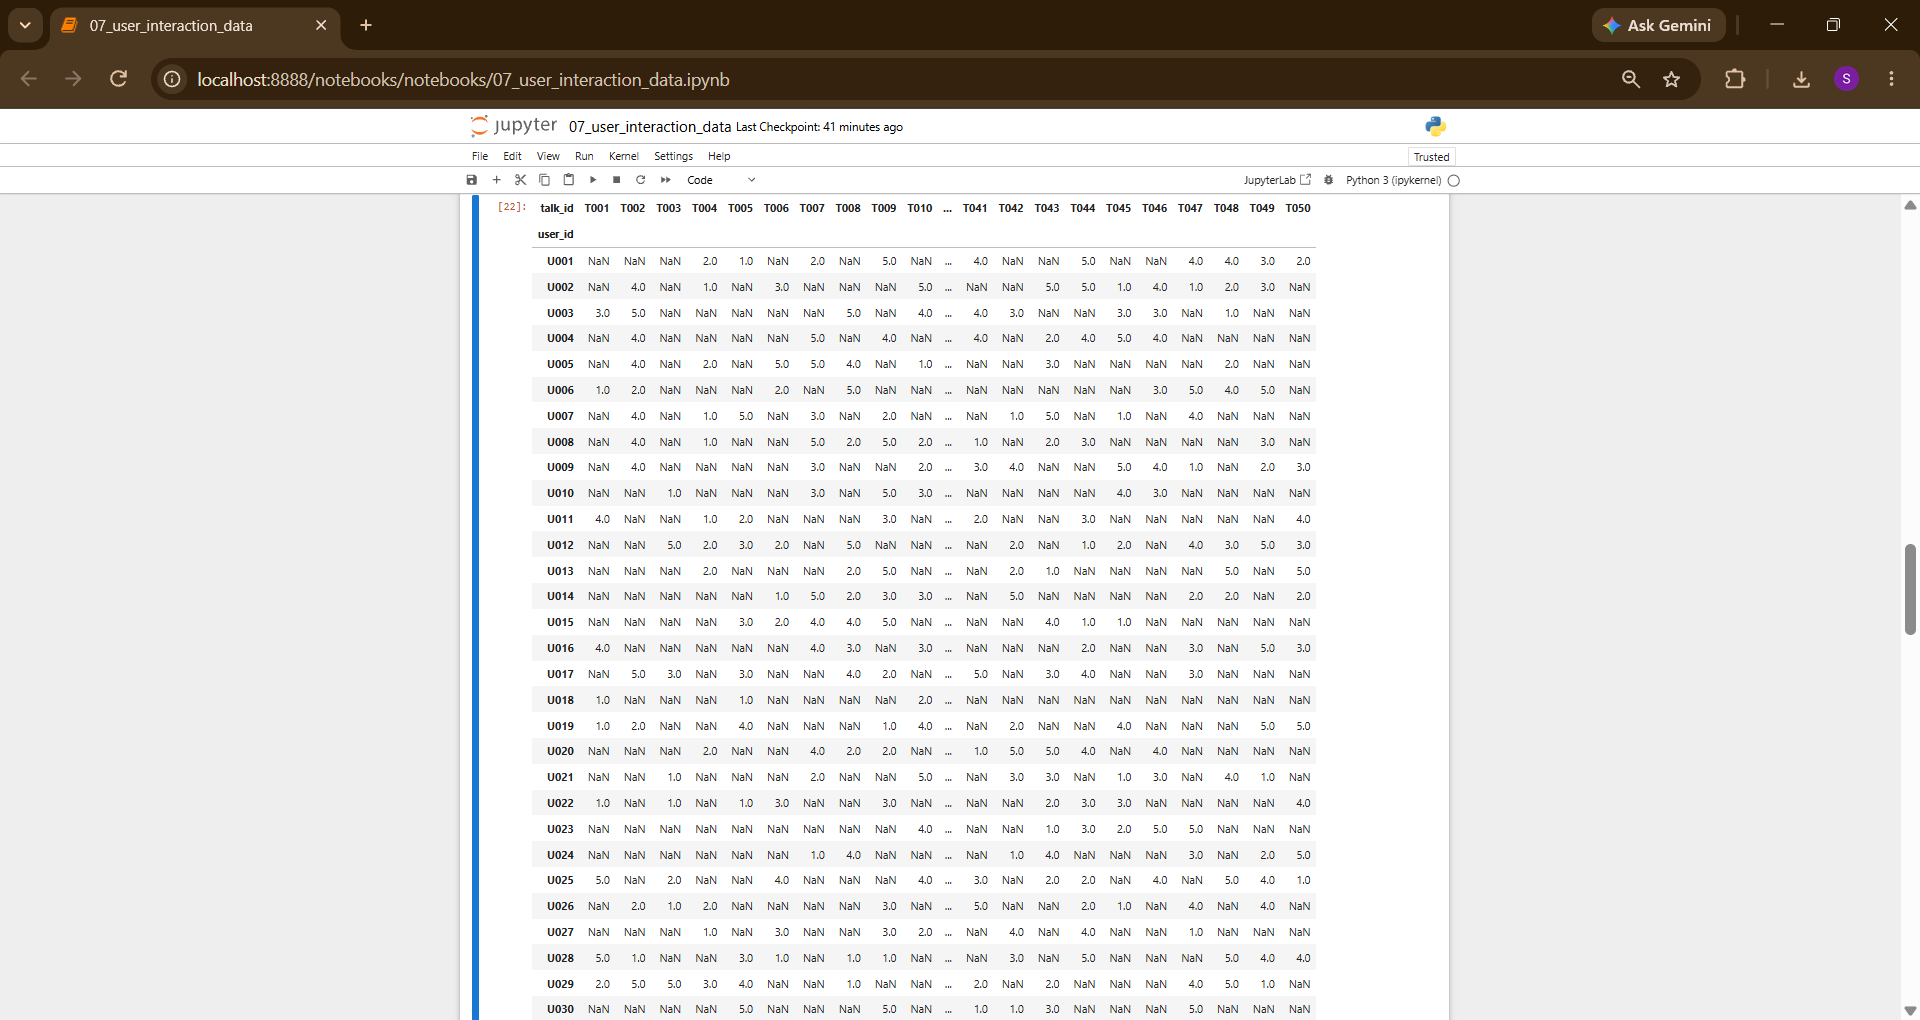 07_user_interaction_data
Ask Gemini
localhost:8888/notebooks/notebooks/07_user_interaction_data.ipynb
S
jupyter 07_user_interaction_data Last Checkpoint: 41 minutes ago
File Edit View Run Kernel Settings Help
Trusted
Code
JupyterLab
Python 3 (ipykernel)
[22]: talk_id T001 T002 T003 T004 T005 T006 T007 T008 T009 T010 ... T041 T042 T043 T044 T045 T046 T047 T048 T049 T050
user_id
U001 NaN NaN NaN 2.0 1.0 NaN 2.0 NaN 5.0 NaN ... 4.0 NaN NaN 5.0 NaN NaN 4.0 4.0 3.0 2.0
U002 NaN 4.0 NaN 1.0 NaN 3.0 NaN NaN NaN 5.0 ... NaN NaN 5.0 5.0 1.0 4.0 1.0 2.0 3.0 NaN
U003 3.0 5.0 NaN NaN NaN NaN NaN 5.0 NaN 4.0 ... 4.0 3.0 NaN NaN 3.0 3.0 NaN 1.0 NaN NaN
U004 NaN 4.0 NaN NaN NaN NaN 5.0 NaN 4.0 NaN ... 4.0 NaN 2.0 4.0 5.0 4.0 NaN NaN NaN NaN
U005 NaN 4.0 NaN 2.0 NaN 5.0 5.0 4.0 NaN 1.0 ... NaN NaN 3.0 NaN NaN NaN NaN 2.0 NaN NaN
U006 1.0 2.0 NaN NaN NaN 2.0 NaN 5.0 NaN NaN ... NaN NaN NaN NaN NaN 3.0 5.0 4.0 5.0 NaN
U007 NaN 4.0 NaN 1.0 5.0 NaN 3.0 NaN 2.0 NaN ... NaN 1.0 5.0 NaN 1.0 NaN 4.0 NaN NaN NaN
U008 NaN 4.0 NaN 1.0 NaN NaN 5.0 2.0 5.0 2.0 ... 1.0 NaN 2.0 3.0 NaN NaN NaN NaN 3.0 NaN
U009 NaN 4.0 NaN NaN NaN NaN 3.0 NaN NaN 2.0 ... 3.0 4.0 NaN NaN 5.0 4.0 1.0 NaN 2.0 3.0
U010 NaN NaN 1.0 NaN NaN NaN 3.0 NaN 5.0 3.0 ... NaN NaN NaN NaN 4.0 3.0 NaN NaN NaN NaN
U011 4.0 NaN NaN 1.0 2.0 NaN NaN NaN 3.0 NaN ... 2.0 NaN NaN 3.0 NaN NaN NaN NaN NaN 4.0
U012 NaN NaN 5.0 2.0 3.0 2.0 NaN 5.0 NaN NaN ... NaN 2.0 NaN 1.0 2.0 NaN 4.0 3.0 5.0 3.0
U013 NaN NaN NaN 2.0 NaN NaN NaN 2.0 5.0 NaN ... NaN 2.0 1.0 NaN NaN NaN NaN 5.0 NaN 5.0
U014 NaN NaN NaN NaN NaN 1.0 5.0 2.0 3.0 3.0 ... NaN 5.0 NaN NaN NaN NaN 2.0 2.0 NaN 2.0
U015 NaN NaN NaN NaN 3.0 2.0 4.0 4.0 5.0 NaN ... NaN NaN 4.0 1.0 1.0 NaN NaN NaN NaN NaN
U016 4.0 NaN NaN NaN NaN NaN 4.0 3.0 NaN 3.0 ... NaN NaN NaN 2.0 NaN NaN 3.0 NaN 5.0 3.0
U017 NaN 5.0 3.0 NaN 3.0 NaN NaN 4.0 2.0 NaN ... 5.0 NaN 3.0 4.0 NaN NaN 3.0 NaN NaN NaN
U018 1.0 NaN NaN NaN 1.0 NaN NaN NaN NaN 2.0 ... NaN NaN NaN NaN NaN NaN NaN NaN NaN NaN
U019 1.0 2.0 NaN NaN 4.0 NaN NaN NaN 1.0 4.0 ... NaN 2.0 NaN NaN 4.0 NaN NaN NaN 5.0 5.0
U020 NaN NaN NaN 2.0 NaN NaN 4.0 2.0 2.0 NaN ... 1.0 5.0 5.0 4.0 NaN 4.0 NaN NaN NaN NaN
U021 NaN NaN 1.0 NaN NaN NaN 2.0 NaN NaN 5.0 ... NaN 3.0 3.0 NaN 1.0 3.0 NaN 4.0 1.0 NaN
U022 1.0 NaN 1.0 NaN 1.0 3.0 NaN NaN 3.0 NaN ... NaN NaN 2.0 3.0 3.0 NaN NaN NaN NaN 4.0
U023 NaN NaN NaN NaN NaN NaN NaN NaN NaN 4.0 ... NaN NaN 1.0 3.0 2.0 5.0 5.0 NaN NaN NaN
U024 NaN NaN NaN NaN NaN NaN 1.0 4.0 NaN NaN ... NaN 1.0 4.0 NaN NaN NaN 3.0 NaN 2.0 5.0
U025 5.0 NaN 2.0 NaN NaN 4.0 NaN NaN NaN 4.0 ... 3.0 NaN 2.0 2.0 NaN 4.0 NaN 5.0 4.0 1.0
U026 NaN 2.0 1.0 2.0 NaN NaN NaN NaN 3.0 NaN ... 5.0 NaN NaN 2.0 1.0 NaN 4.0 NaN 4.0 NaN
U027 NaN NaN NaN 1.0 NaN 3.0 NaN NaN 3.0 2.0 ... NaN 4.0 NaN 4.0 NaN NaN 1.0 NaN NaN NaN
U028 5.0 1.0 NaN NaN 3.0 1.0 NaN 1.0 1.0 NaN ... NaN 3.0 NaN 5.0 NaN NaN NaN 5.0 4.0 4.0
U029 2.0 5.0 5.0 3.0 4.0 NaN NaN 1.0 NaN NaN ... 2.0 NaN 2.0 NaN NaN NaN 4.0 5.0 1.0 NaN
U030 NaN NaN NaN NaN 5.0 NaN NaN NaN 5.0 NaN ... 1.0 1.0 3.0 NaN NaN NaN 5.0 NaN NaN NaN